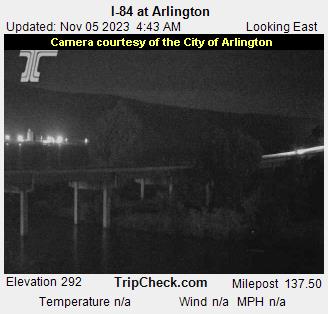 I-84 at Arlington
Updated: Nov 05 2023 4:43 AM Looking East
Camera courtesy of the City of Arlington
Elevation 292 TripCheck.com Milepost 137.50
Temperature n/a Wind n/a MPH n/a